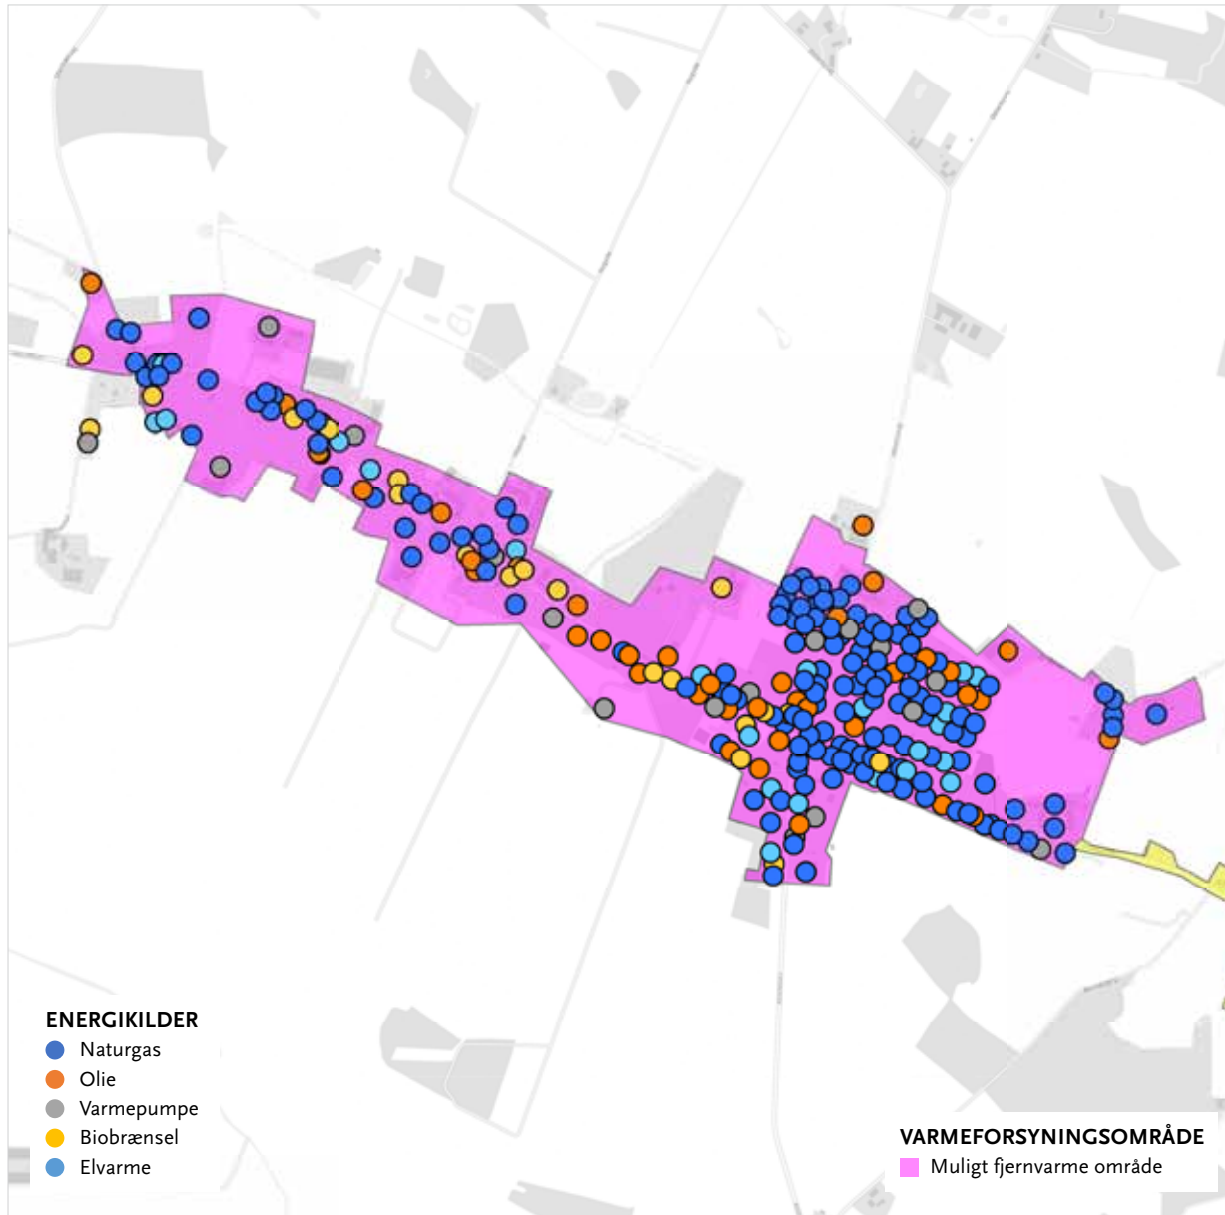 ENERGIKILDER
Naturgas
Olie
Varmepumpe
Biobrænsel
Elvarme
VARMEFORSYNINGSOMRÅDE
Muligt fjernvarme område